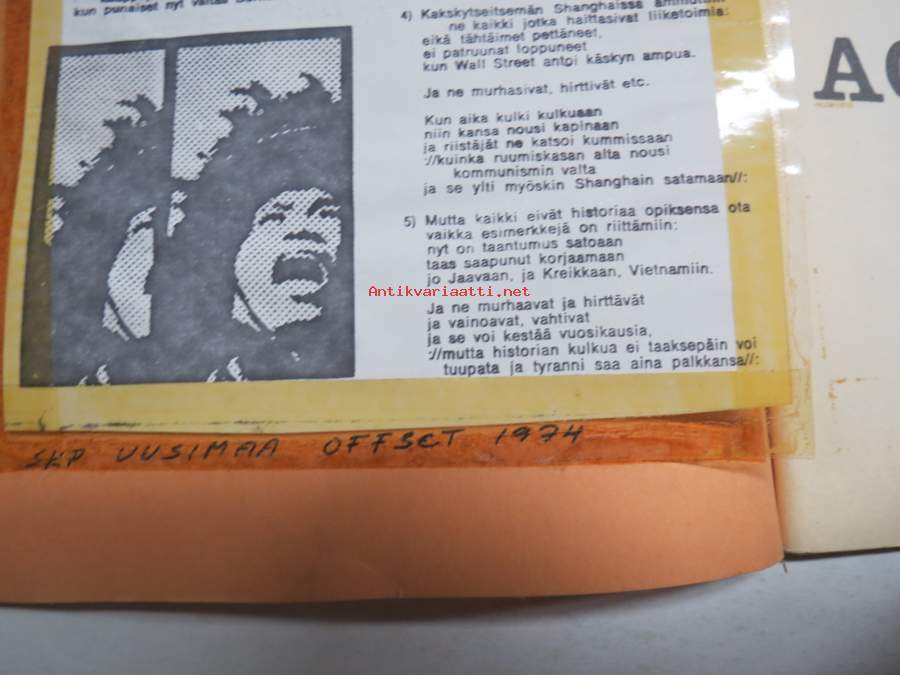 kun punaiset nyt valtaa
4) Kakskytseitsemän Shanghaissa ammuttiin
ne kaikki jotka haittasivat liiketoimia:
eikä tähtäimet pettäneet,
ei patruunat loppuneet
kun Wall Street antoi käskyn ampua.
Ja ne murhasivat, hirttivät etc.
Kun aika kulki kulkuaan
niin kansa nousi kapinaan
ja riistäjät ne katsoi kummissaan
://kuinka ruumiskasan alta nousi
kommunismin valta
ja se ylti myöskin Shanghain satamaan//:
5) Mutta kaikki eivät historiaa opiksensa ota
vaikka esimerkkejä on riittämiin:
nyt on taantumus satoaan
taas saapunut korjaamaan
jo Jaavaan, ja Kreikkaan, Vietnamiin.
Ja ne murhaavat ja hirttävät
ja vainoavat, vahtivat
ja se voi kestää vuosikausia,
://mutta historian kulkua ei taaksepäin voi
tuupata ja tyranni saa aina palkkansa//:
Antikvariaatti.net
SKP UUSIMAA OFFSET 1974